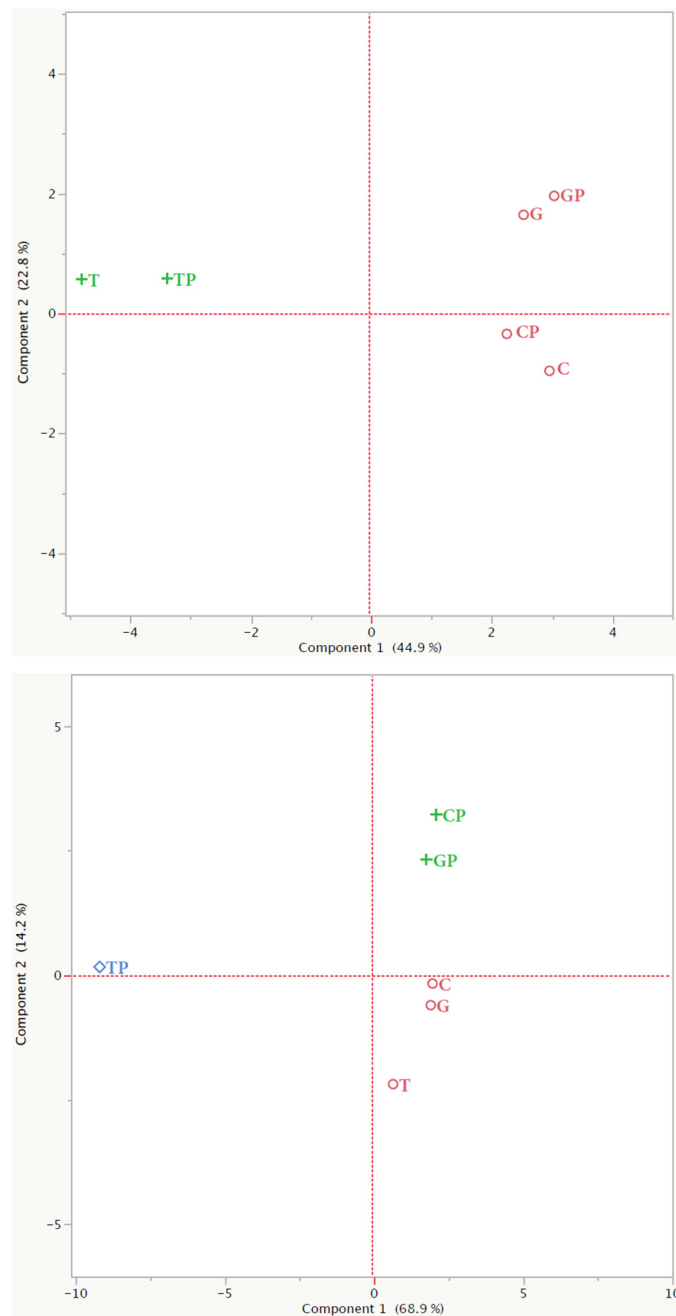 4
2
GP
G
T
TP
0
CP
C
−2
−4
Component 2 (22.8 %)
−4
−2
0
2
4
Component 1 (44.9 %)
5
CP
GP
TP
0
C
G
T
−5
Component 2 (14.2 %)
−10
−5
0
5
10
Component 1 (68.9 %)